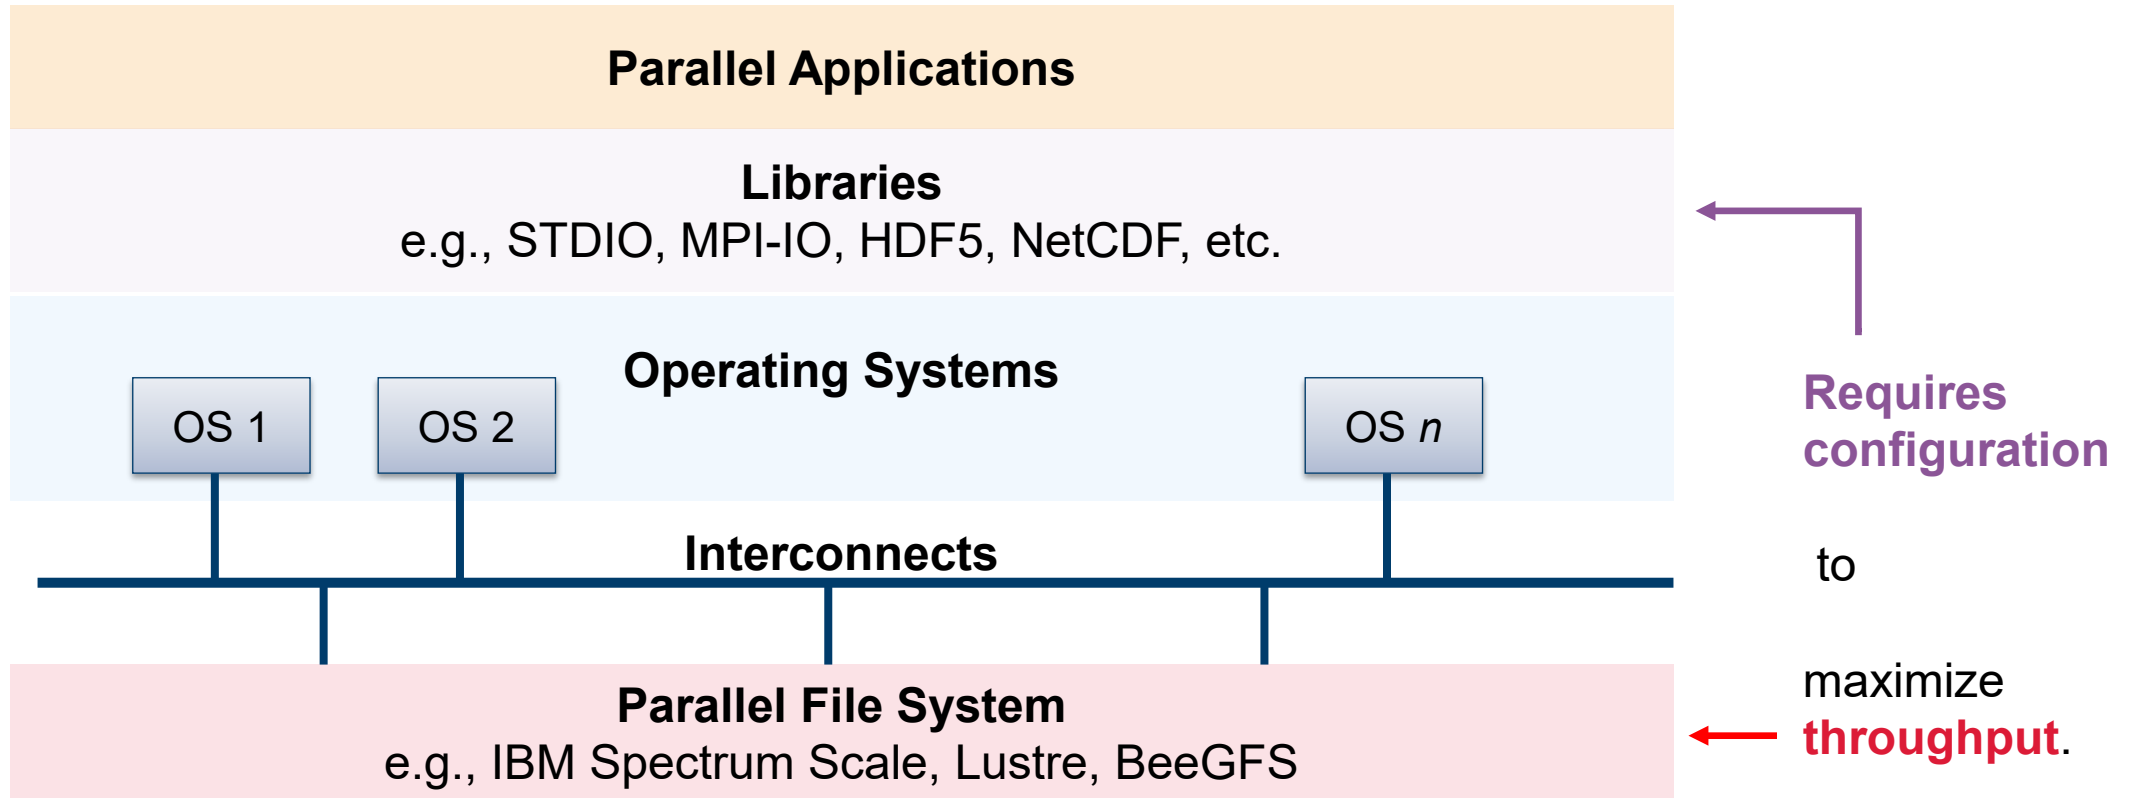 Parallel Applications
Libraries
e.g., STDIO, MPI-IO, HDF5, NetCDF, etc.
Operating Systems
OS 1
OS 2
OS n
Interconnects
Parallel File System
e.g., IBM Spectrum Scale, Lustre, BeeGFS
Requires
configuration
to
maximize
throughput.